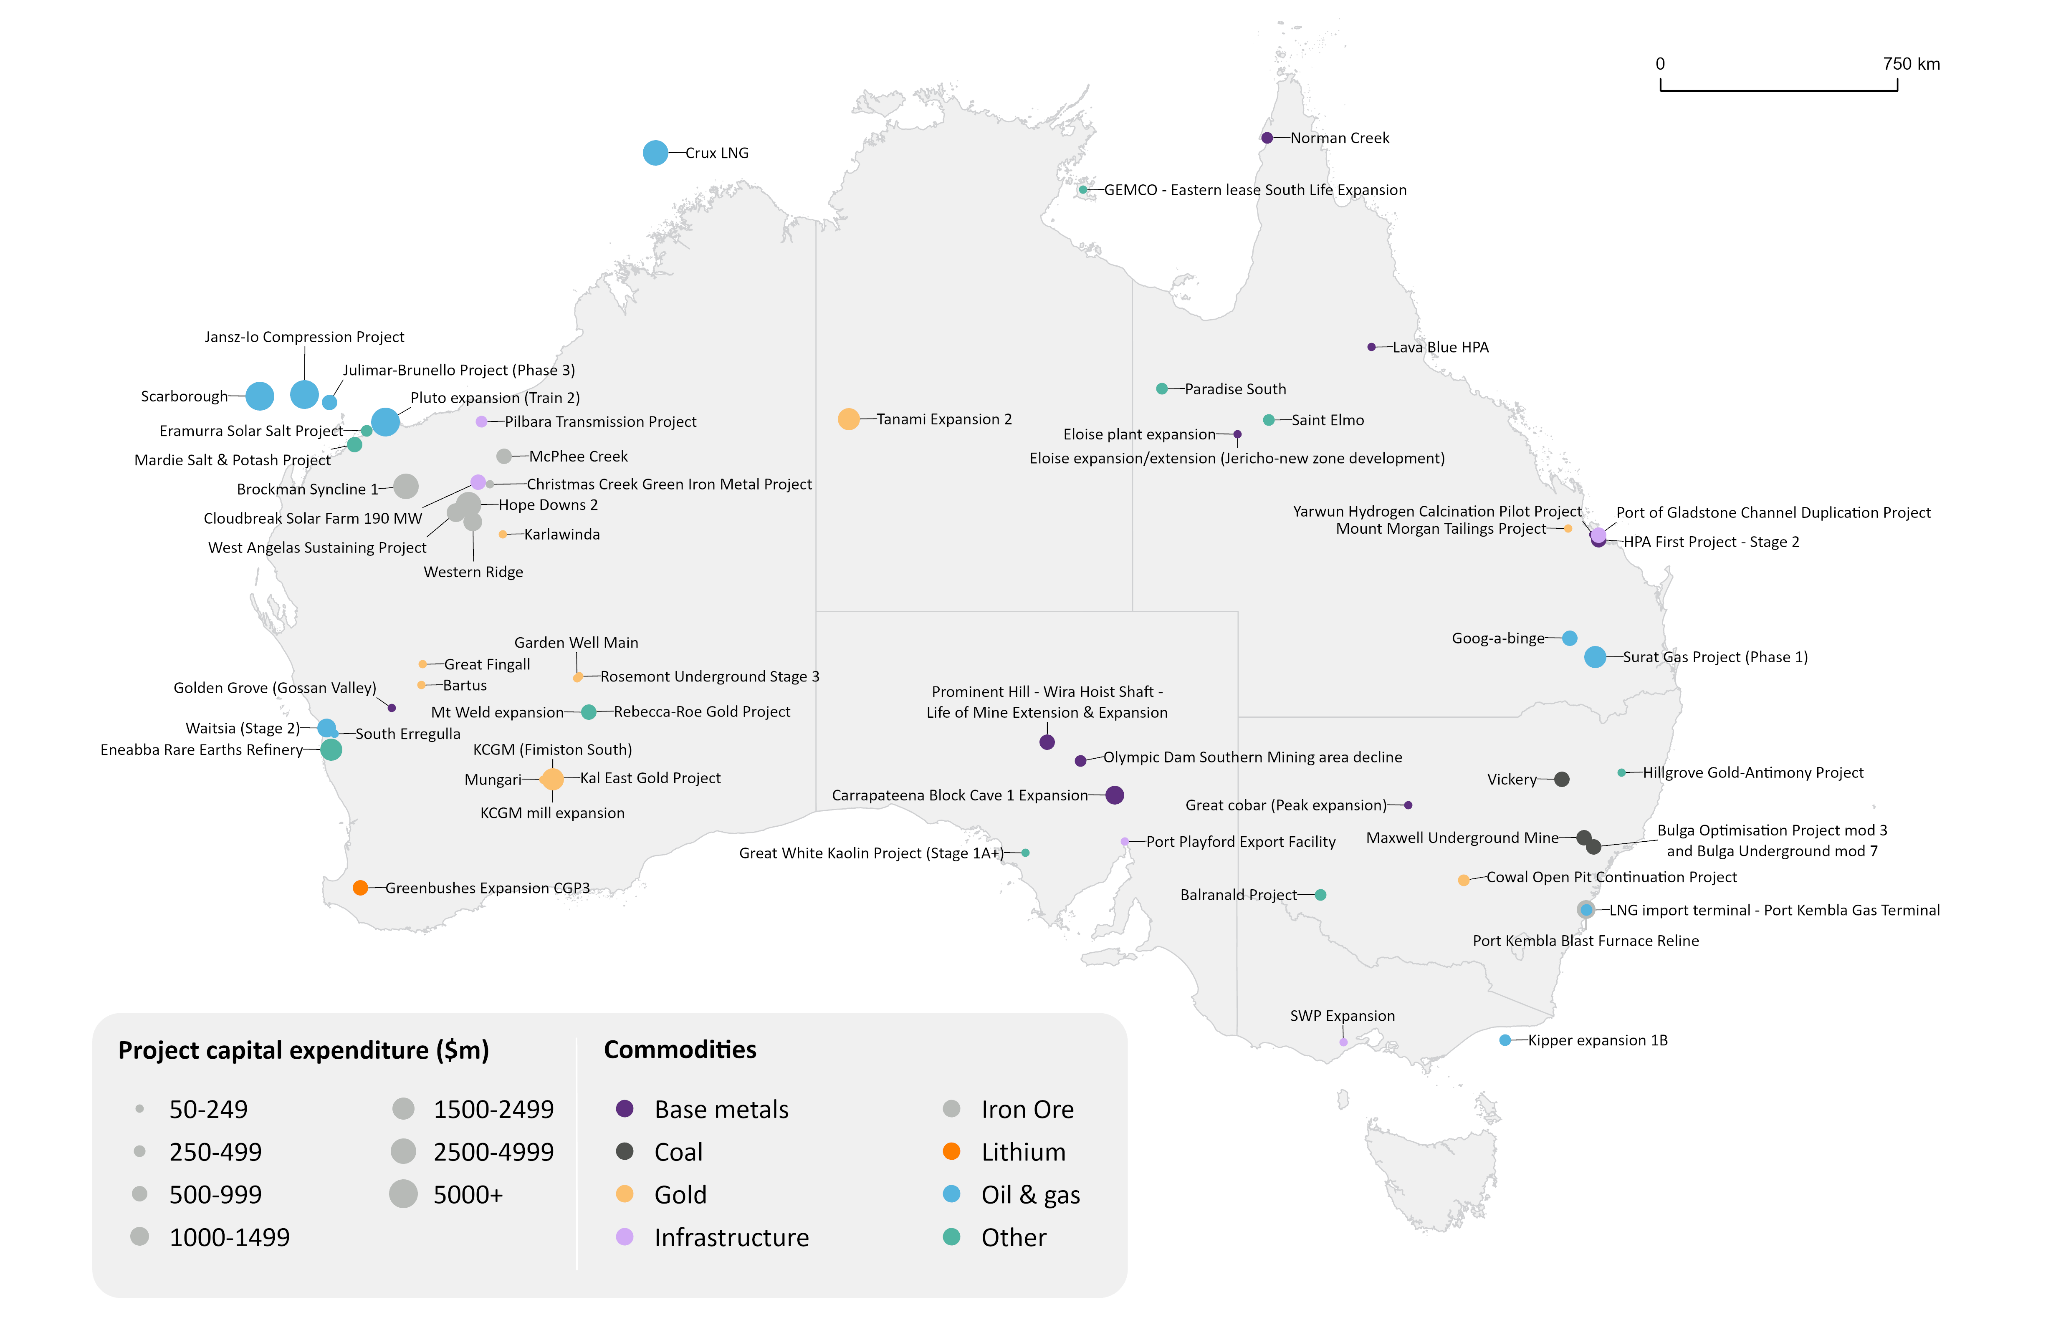 0 750 km
Norman Creek
Crux LNG
GEMCO - Eastern lease South Life Expansion
Jansz-Io Compression Project
Lava Blue HPA
Julimar-Brunello Project (Phase 3)
Scarborough
Pluto expansion (Train 2)
Paradise South
Pilbara Transmission Project
Tanami Expansion 2
Saint Elmo
Eramurra Solar Salt Project
Eloise plant expansion
Mardie Salt & Potash Project
McPhee Creek
Eloise expansion/extension (Jericho-new zone development)
Brockman Syncline 1
Christmas Creek Green Iron Metal Project
Hope Downs 2
Cloudbreak Solar Farm 190 MW
Yarwun Hydrogen Calcination Pilot Project
Port of Gladstone Channel Duplication Project
Mount Morgan Tailings Project
Karlawinda
HPA First Project - Stage 2
West Angelas Sustaining Project
Western Ridge
Garden Well Main
Goog-a-binge
Great Fingall
Surat Gas Project (Phase 1)
Rosemont Underground Stage 3
Bartus
Golden Grove (Gossan Valley)
Prominent Hill - Wira Hoist Shaft -
Life of Mine Extension & Expansion
Mt Weld expansion
Rebecca-Roe Gold Project
Waitsia (Stage 2)
South Erregulla
Eneabba Rare Earths Refinery
KCGM (Fimiston South)
Olympic Dam Southern Mining area decline
Mungari
Kal East Gold Project
Vickery
Hillgrove Gold-Antimony Project
Carrapateena Block Cave 1 Expansion
Great cobar (Peak expansion)
KCGM mill expansion
Bulga Optimisation Project mod 3
and Bulga Underground mod 7
Maxwell Underground Mine
Port Playford Export Facility
Great White Kaolin Project (Stage 1A+)
Cowal Open Pit Continuation Project
Greenbushes Expansion CGP3
Balranald Project
LNG import terminal - Port Kembla Gas Terminal
Port Kembla Blast Furnace Reline
SWP Expansion
Kipper expansion 1B
Project capital expenditure ($m)
50-249
250-499
500-999
1000-1499
1500-2499
2500-4999
5000+
Commodities
Base metals
Coal
Gold
Infrastructure
Iron Ore
Lithium
Oil & gas
Other